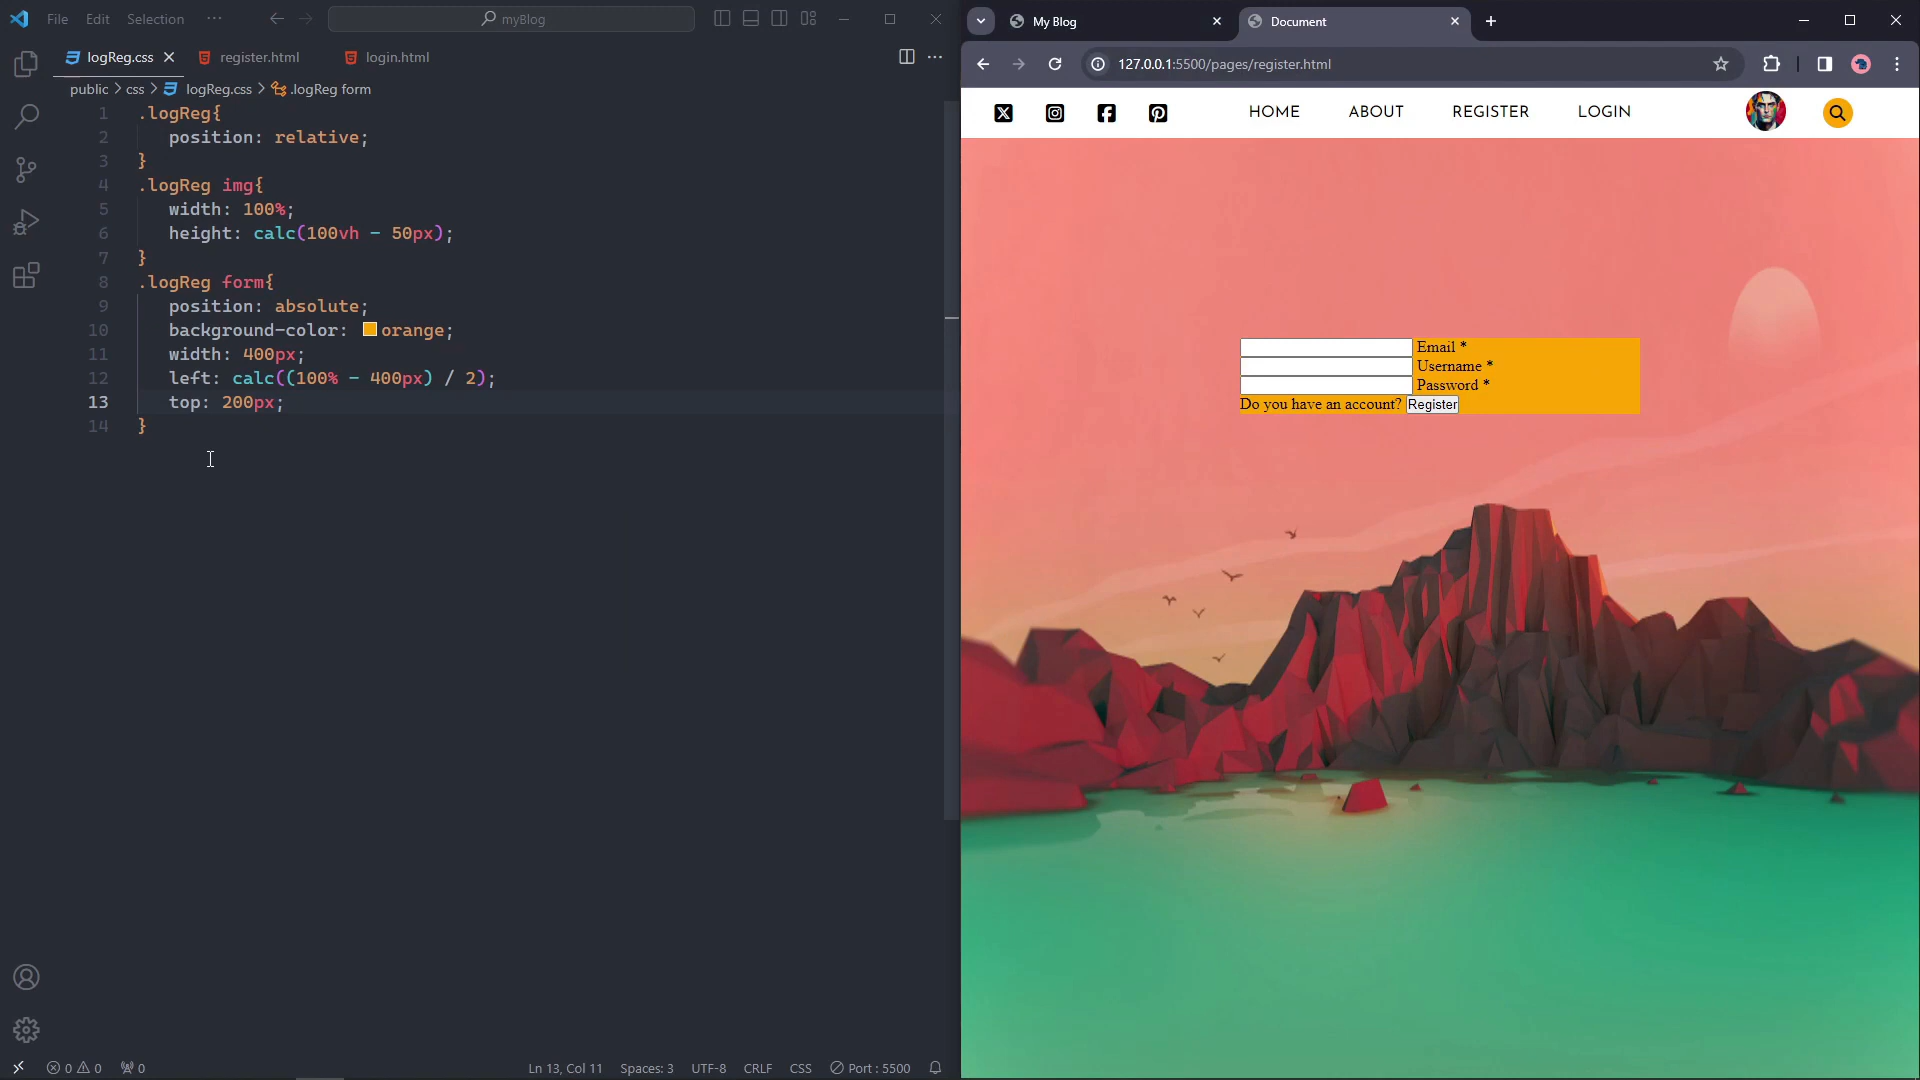 File Edit Selection ··· myBlog
logReg.css register.html login.html
public > css > logReg.css > .logReg form
1 .logReg{
2 position: relative;
3 }
4 .logReg img{
5 width: 100%;
6 height: calc(100vh - 50px);
7 }
8 .logReg form{
9 position: absolute;
10 background-color: orange;
11 width: 400px;
12 left: calc((100% - 400px) / 2);
13 top: 200px;
14 }
0 0 0 Ln 13, Col 11 Spaces: 3 UTF-8 CRLF CSS Port : 5500
My Blog Document
127.0.0.1:5500/pages/register.html
HOME ABOUT REGISTER LOGIN
Email *
Username *
Password *
Do you have an account? Register